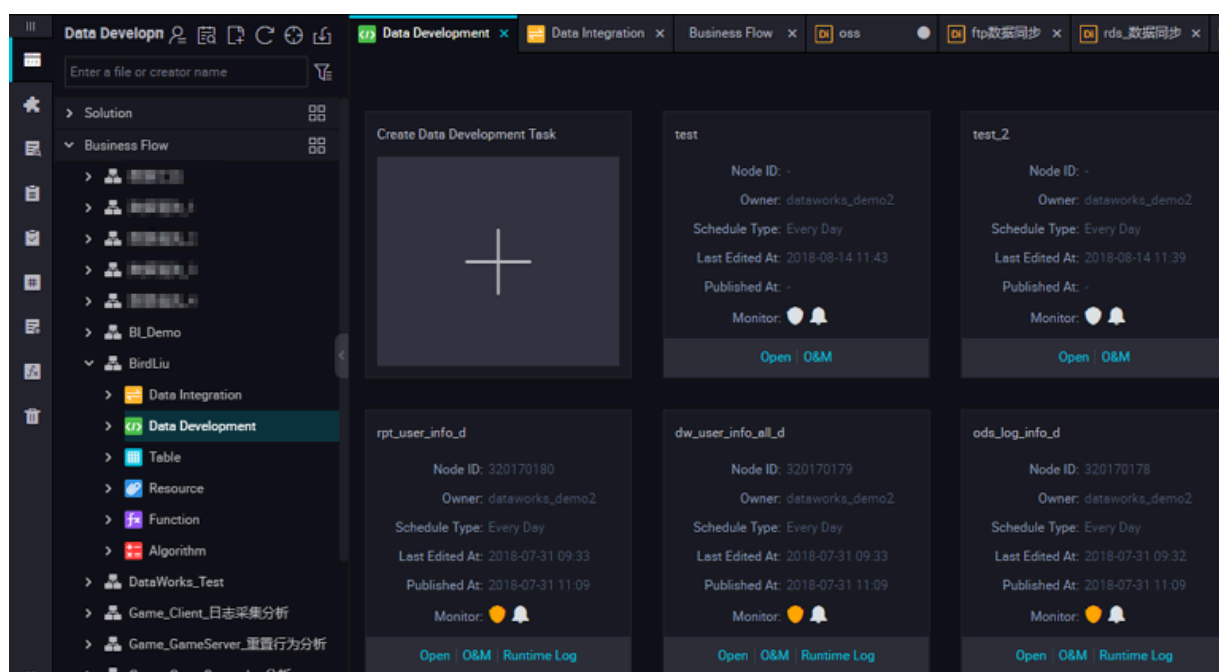 Data Developn
Data Development
Data Integration
Business Flow
DI oss
DI ftp数据同步
DI rds_数据同步
Enter a file or creator name
Solution
Business Flow
BI_Demo
BirdLiu
Data Integration
Data Development
Table
Resource
Function
Algorithm
DataWorks_Test
Game_Client_日志采集分析
Game_GameServer_重置行为分析
Create Data Development Task
test
Node ID: -
Owner: dataworks_demo2
Schedule Type: Every Day
Last Edited At: 2018-08-14 11:43
Published At: -
Monitor:
Open | O&M
test_2
Node ID: -
Owner: dataworks_demo2
Schedule Type: Every Day
Last Edited At: 2018-08-14 11:39
Published At: -
Monitor:
Open | O&M
rpt_user_info_d
Node ID: 320170180
Owner: dataworks_demo2
Schedule Type: Every Day
Last Edited At: 2018-07-31 09:33
Published At: 2018-07-31 11:09
Monitor:
Open | O&M | Runtime Log
dw_user_info_all_d
Node ID: 320170179
Owner: dataworks_demo2
Schedule Type: Every Day
Last Edited At: 2018-07-31 09:33
Published At: 2018-07-31 11:09
Monitor:
Open | O&M | Runtime Log
ods_log_info_d
Node ID: 320170178
Owner: dataworks_demo2
Schedule Type: Every Day
Last Edited At: 2018-07-31 09:32
Published At: 2018-07-31 11:09
Monitor:
Open | O&M | Runtime Log